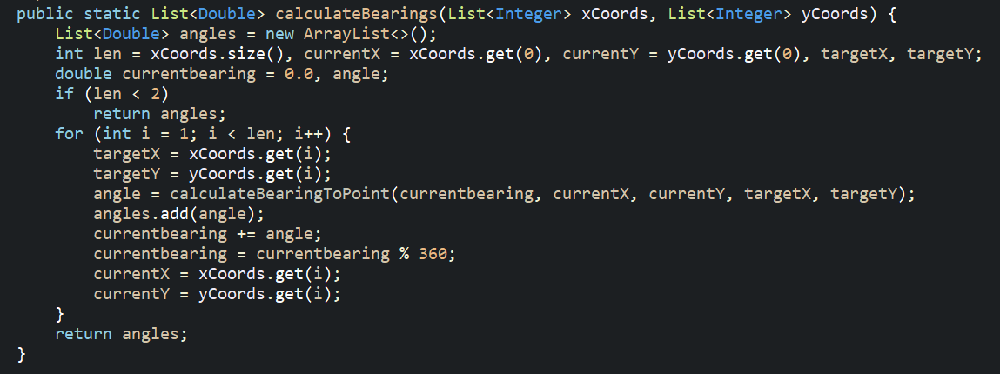 public static List<Double> calculateBearings(List<Integer> xCoords, List<Integer> yCoords) {
    List<Double> angles = new ArrayList<>();
    int len = xCoords.size(), currentX = xCoords.get(0), currentY = yCoords.get(0), targetX, targetY;
    double currentbearing = 0.0, angle;
    if (len < 2)
        return angles;
    for (int i = 1; i < len; i++) {
        targetX = xCoords.get(i);
        targetY = yCoords.get(i);
        angle = calculateBearingToPoint(currentbearing, currentX, currentY, targetX, targetY);
        angles.add(angle);
        currentbearing += angle;
        currentbearing = currentbearing % 360;
        currentX = xCoords.get(i);
        currentY = yCoords.get(i);
    }
    return angles;
}